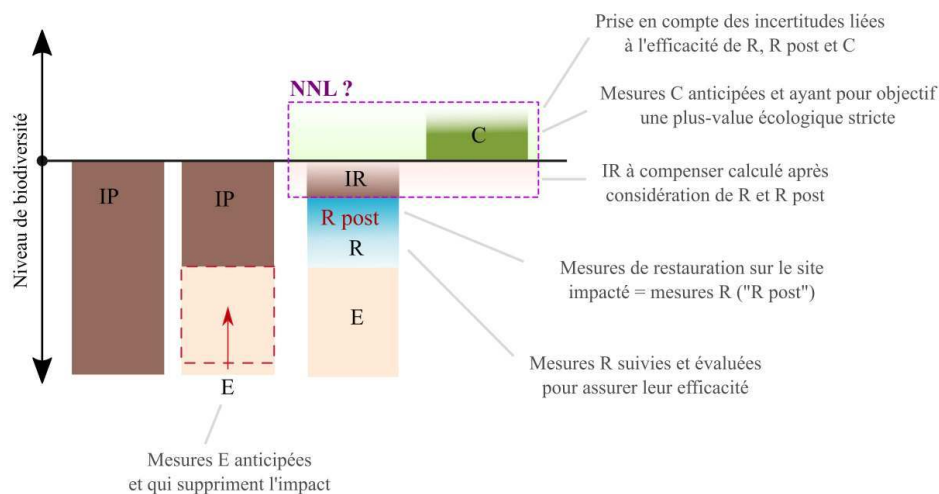 Prise en compte des incertitudes liées
à l'efficacité de R, R post et C
NNL ?
Mesures C anticipées et ayant pour objectif
une plus-value écologique stricte
C
IR à compenser calculé après
considération de R et R post
Niveau de biodiversité
IP
IP
IR
R post
R
E
E
Mesures de restauration sur le site
impacté = mesures R ("R post")
Mesures R suivies et évaluées
pour assurer leur efficacité
Mesures E anticipées
et qui suppriment l'impact